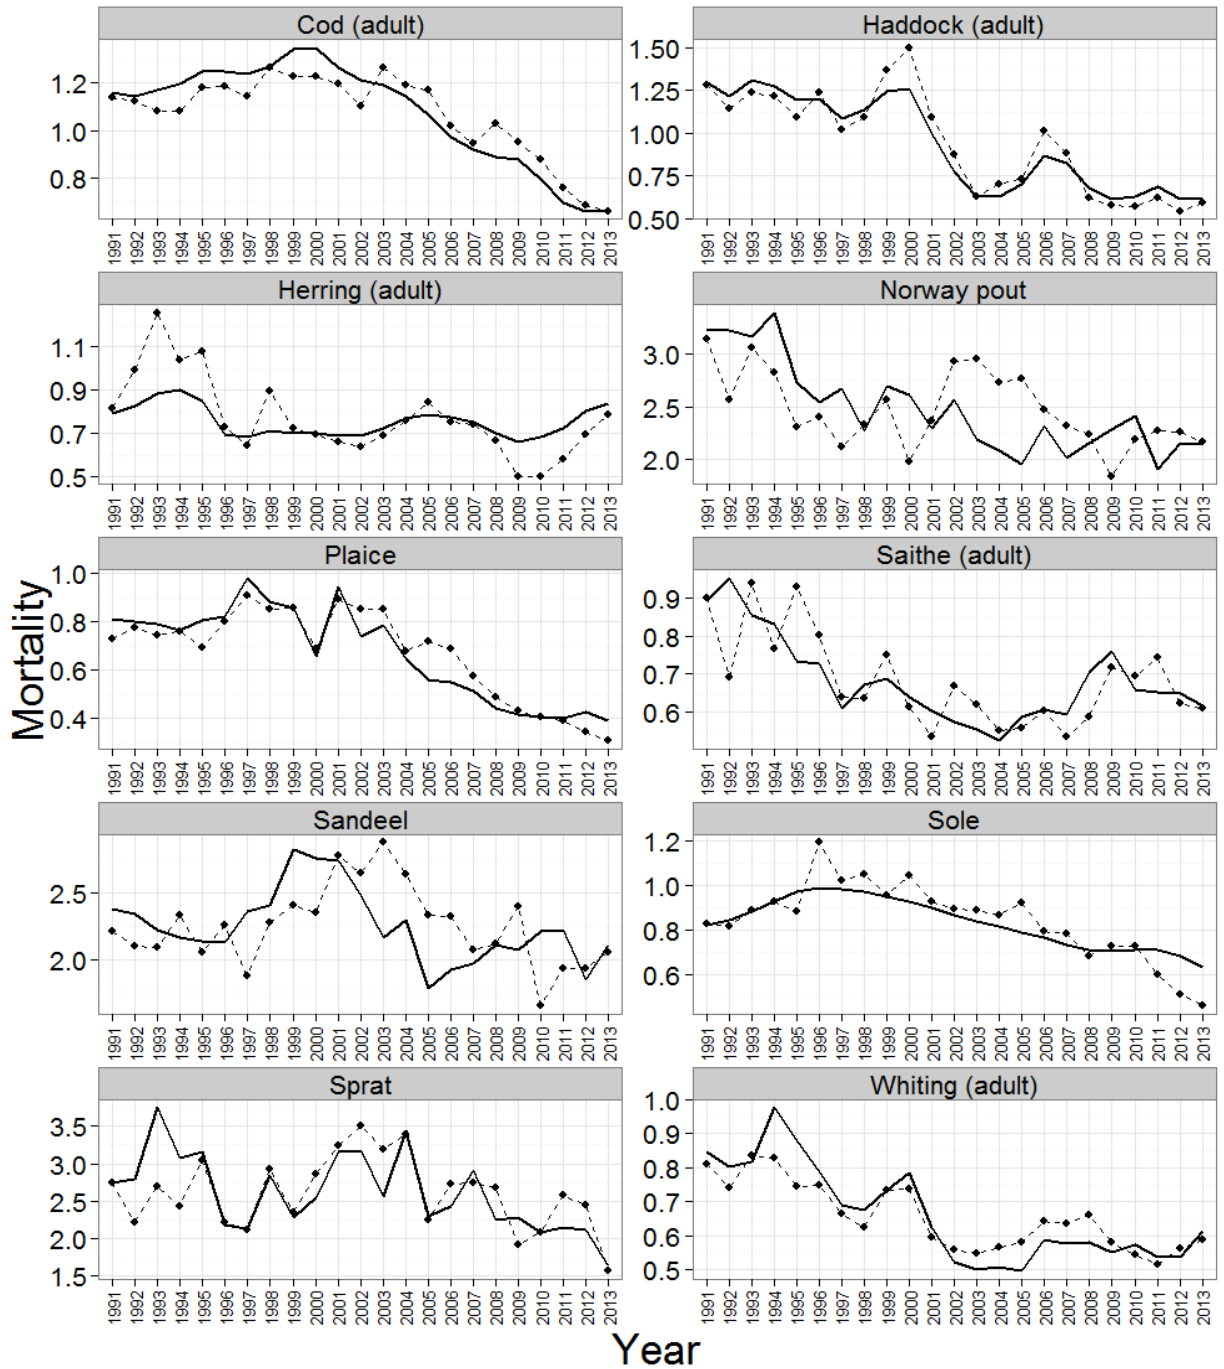 Cod (adult)
Haddock (adult)
1.2
1.0
0.8
1.50
1.25
1.00
0.75
0.50
1991 1992 1993 1994 1995 1996 1997 1998 1999 2000 2001 2002 2003 2004 2005 2006 2007 2008 2009 2010 2011 2012 2013
1991 1992 1993 1994 1995 1996 1997 1998 1999 2000 2001 2002 2003 2004 2005 2006 2007 2008 2009 2010 2011 2012 2013
Herring (adult)
Norway pout
1.1
0.9
0.7
0.5
3.0
2.5
2.0
1991 1992 1993 1994 1995 1996 1997 1998 1999 2000 2001 2002 2003 2004 2005 2006 2007 2008 2009 2010 2011 2012 2013
1991 1992 1993 1994 1995 1996 1997 1998 1999 2000 2001 2002 2003 2004 2005 2006 2007 2008 2009 2010 2011 2012 2013
Plaice
Saithe (adult)
1.0
0.8
0.6
0.4
0.9
0.8
0.7
0.6
1991 1992 1993 1994 1995 1996 1997 1998 1999 2000 2001 2002 2003 2004 2005 2006 2007 2008 2009 2010 2011 2012 2013
1991 1992 1993 1994 1995 1996 1997 1998 1999 2000 2001 2002 2003 2004 2005 2006 2007 2008 2009 2010 2011 2012 2013
Mortality
Sandeel
Sole
2.5
2.0
1.2
1.0
0.8
0.6
1991 1992 1993 1994 1995 1996 1997 1998 1999 2000 2001 2002 2003 2004 2005 2006 2007 2008 2009 2010 2011 2012 2013
1991 1992 1993 1994 1995 1996 1997 1998 1999 2000 2001 2002 2003 2004 2005 2006 2007 2008 2009 2010 2011 2012 2013
Sprat
Whiting (adult)
3.5
3.0
2.5
2.0
1.5
1.0
0.9
0.8
0.7
0.6
0.5
1991 1992 1993 1994 1995 1996 1997 1998 1999 2000 2001 2002 2003 2004 2005 2006 2007 2008 2009 2010 2011 2012 2013
1991 1992 1993 1994 1995 1996 1997 1998 1999 2000 2001 2002 2003 2004 2005 2006 2007 2008 2009 2010 2011 2012 2013
Year